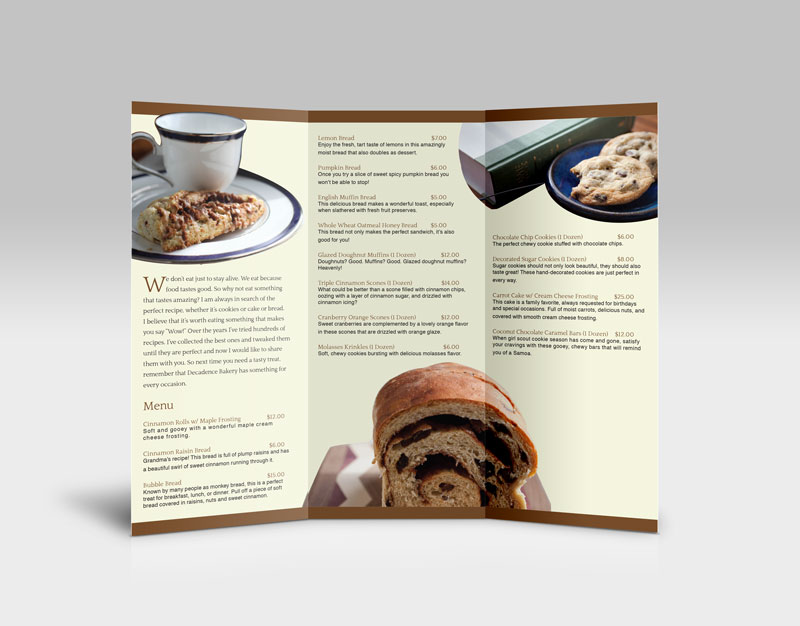 We don't eat just to stay alive. We eat because
food tastes good. So why not eat something
that tastes amazing? I am always in search of the
perfect recipe, whether it's cookies or cake or bread.
I believe that it's worth eating something that makes
you say "Wow!" Over the years I've tried hundreds of
recipes. I've collected the best ones and tweaked them
until they are perfect and now I would like to share
them with you. So next time you need a tasty treat,
remember that Decadence Bakery has something for
every occasion.
Menu
Cinnamon Rolls w/ Maple Frosting $12.00
Soft and gooey with a wonderful maple cream
cheese frosting.
Cinnamon Raisin Bread $6.00
Grandma's recipe! This bread is full of plump raisins and has
a beautiful swirl of sweet cinnamon running through it.
Bubble Bread $15.00
Known by many people as monkey bread, this is a perfect
treat for breakfast, lunch, or dinner. Pull off a piece of soft
bread covered in raisins, nuts and sweet cinnamon.
Lemon Bread $7.00
Enjoy the fresh, tart taste of lemons in this amazingly
moist bread that also doubles as dessert.
Pumpkin Bread $6.00
Once you try a slice of sweet spicy pumpkin bread you
won't be able to stop!
English Muffin Bread $5.00
This delicious bread makes a wonderful toast, especially
when slathered with fresh fruit preserves.
Whole Wheat Oatmeal Honey Bread $5.00
This bread not only makes the perfect sandwich, it's also
good for you!
Glazed Doughnut Muffins (1 Dozen) $12.00
Doughnuts? Good. Muffins? Good. Glazed doughnut muffins?
Heavenly!
Triple Cinnamon Scones (1 Dozen) $14.00
What could be better than a scone filled with cinnamon chips,
oozing with a layer of cinnamon sugar, and drizzled with
cinnamon icing?
Cranberry Orange Scones (1 Dozen) $12.00
Sweet cranberries are complemented by a lovely orange flavor
in these scones that are drizzled with orange glaze.
Molasses Krinkles (1 Dozen) $6.00
Soft, chewy cookies bursting with delicious molasses flavor.
Chocolate Chip Cookies (1 Dozen) $6.00
The perfect chewy cookie stuffed with chocolate chips.
Decorated Sugar Cookies (1 Dozen) $8.00
Sugar cookies should not only look beautiful, they should also
taste great! These hand-decorated cookies are just perfect in
every way.
Carrot Cake w/ Cream Cheese Frosting $25.00
This cake is a family favorite, always requested for birthdays
and special occasions. Full of moist carrots, delicious nuts, and
covered with smooth cream cheese frosting.
Coconut Chocolate Caramel Bars (1 Dozen) $12.00
When girl scout cookie season has come and gone, satisfy
your cravings with these gooey, chewy bars that will remind
you of a Samoa.